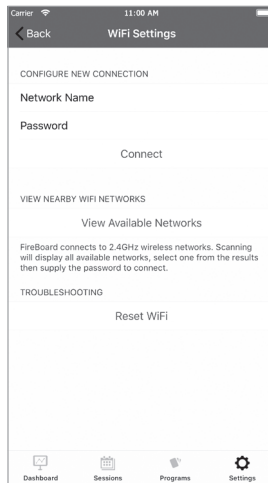 Carrier 11:00 AM
Back WiFi Settings
CONFIGURE NEW CONNECTION
Network Name
Password
Connect
VIEW NEARBY WIFI NETWORKS
View Available Networks
FireBoard connects to 2.4GHz wireless networks. Scanning
will display all available networks, select one from the results
then supply the password to connect.
TROUBLESHOOTING
Reset WiFi
Dashboard Sessions Programs Settings